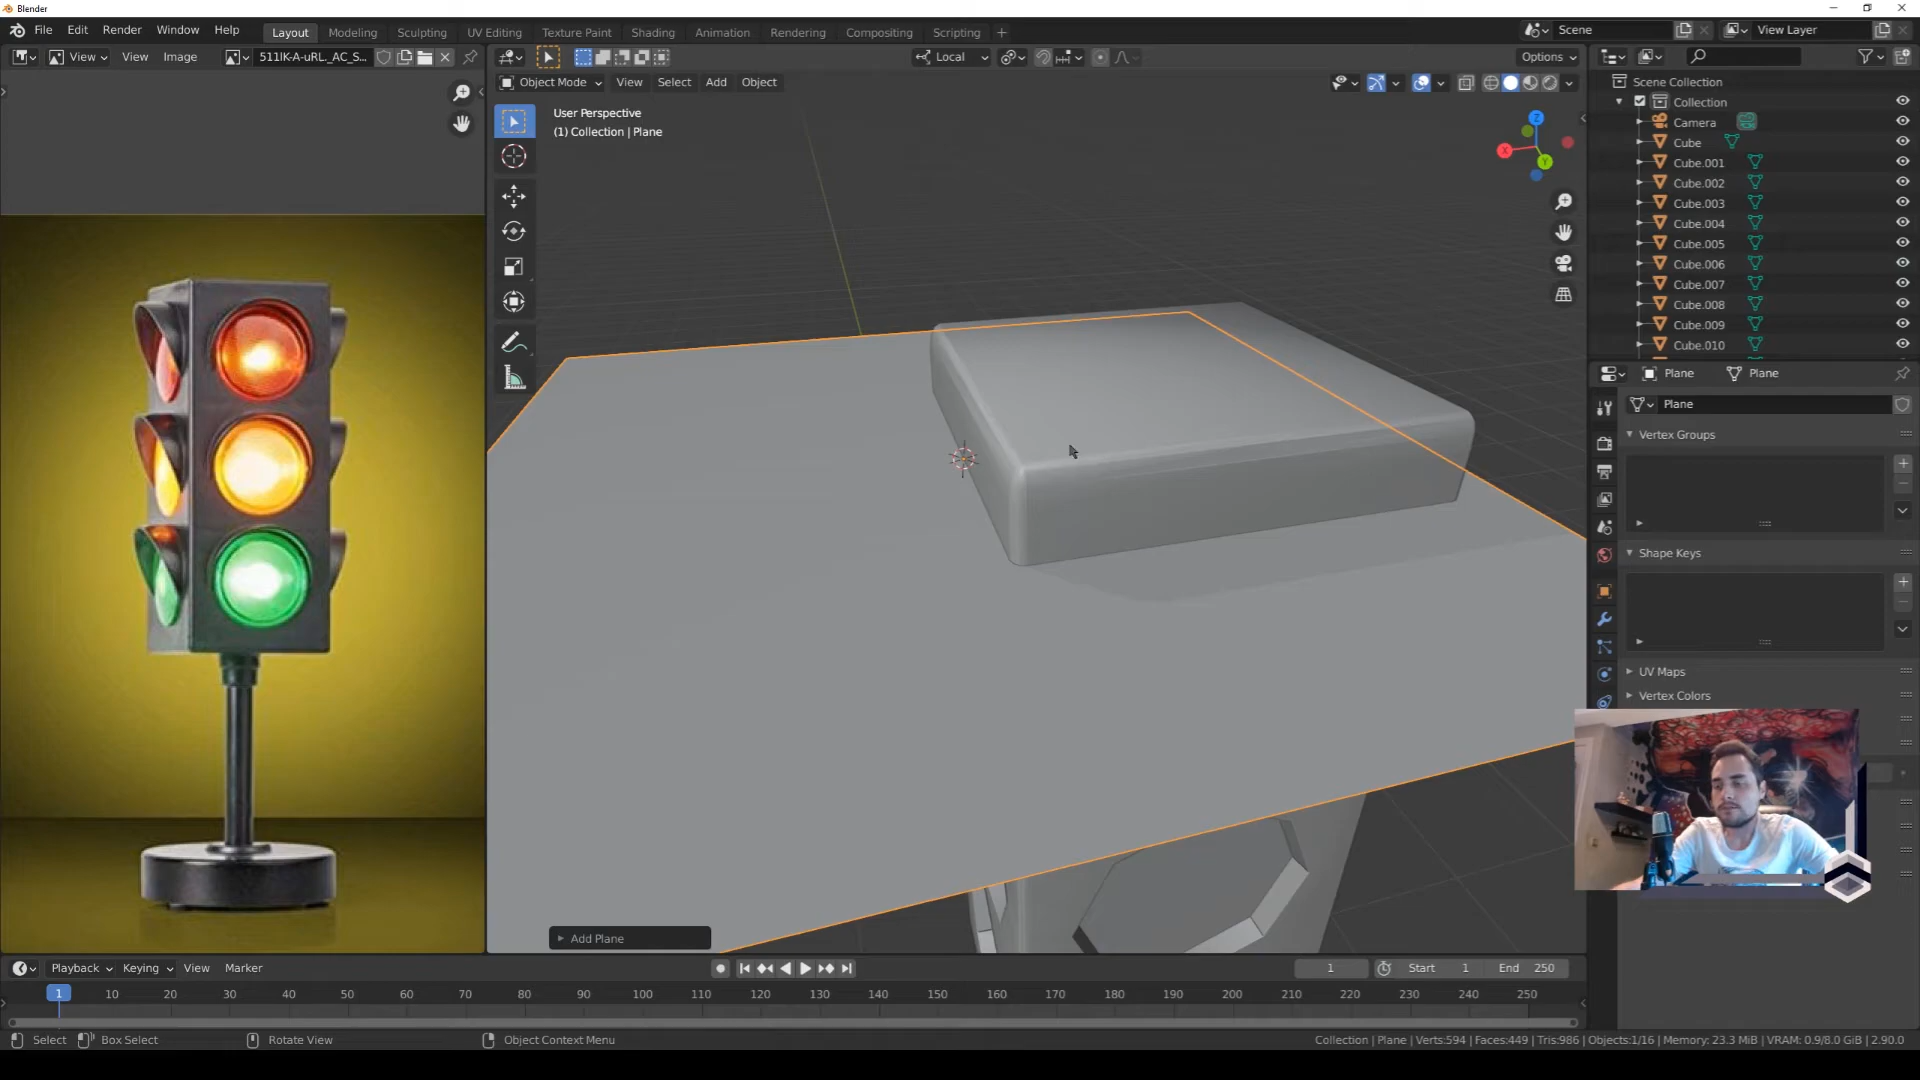 Blender
File Edit Render Window Help
Layout Modeling Sculpting UV Editing Texture Paint Shading Animation Rendering Compositing Scripting
Scene
View Layer
View View Image 511lK-A-uRL._AC_S...
Local
Options
Object Mode View Select Add Object
User Perspective
(1) Collection | Plane
X
Y
Z
Scene Collection
Collection
Camera
Cube
Cube.001
Cube.002
Cube.003
Cube.004
Cube.005
Cube.006
Cube.007
Cube.008
Cube.009
Cube.010
Plane Plane
Plane
Vertex Groups
Shape Keys
UV Maps
Vertex Colors
Add Plane
Playback Keying View Marker
1 Start 1 End 250
1 10 20 30 40 50 60 70 80 90 100 110 120 130 140 150 160 170 180 190 200 210 220 230 240 250
Select Box Select Rotate View Object Context Menu
Collection | Plane | Verts:594 | Faces:449 | Tris:986 | Objects:1/16 | Memory: 23.3 MiB | VRAM: 0.9/8.0 GiB | 2.90.0